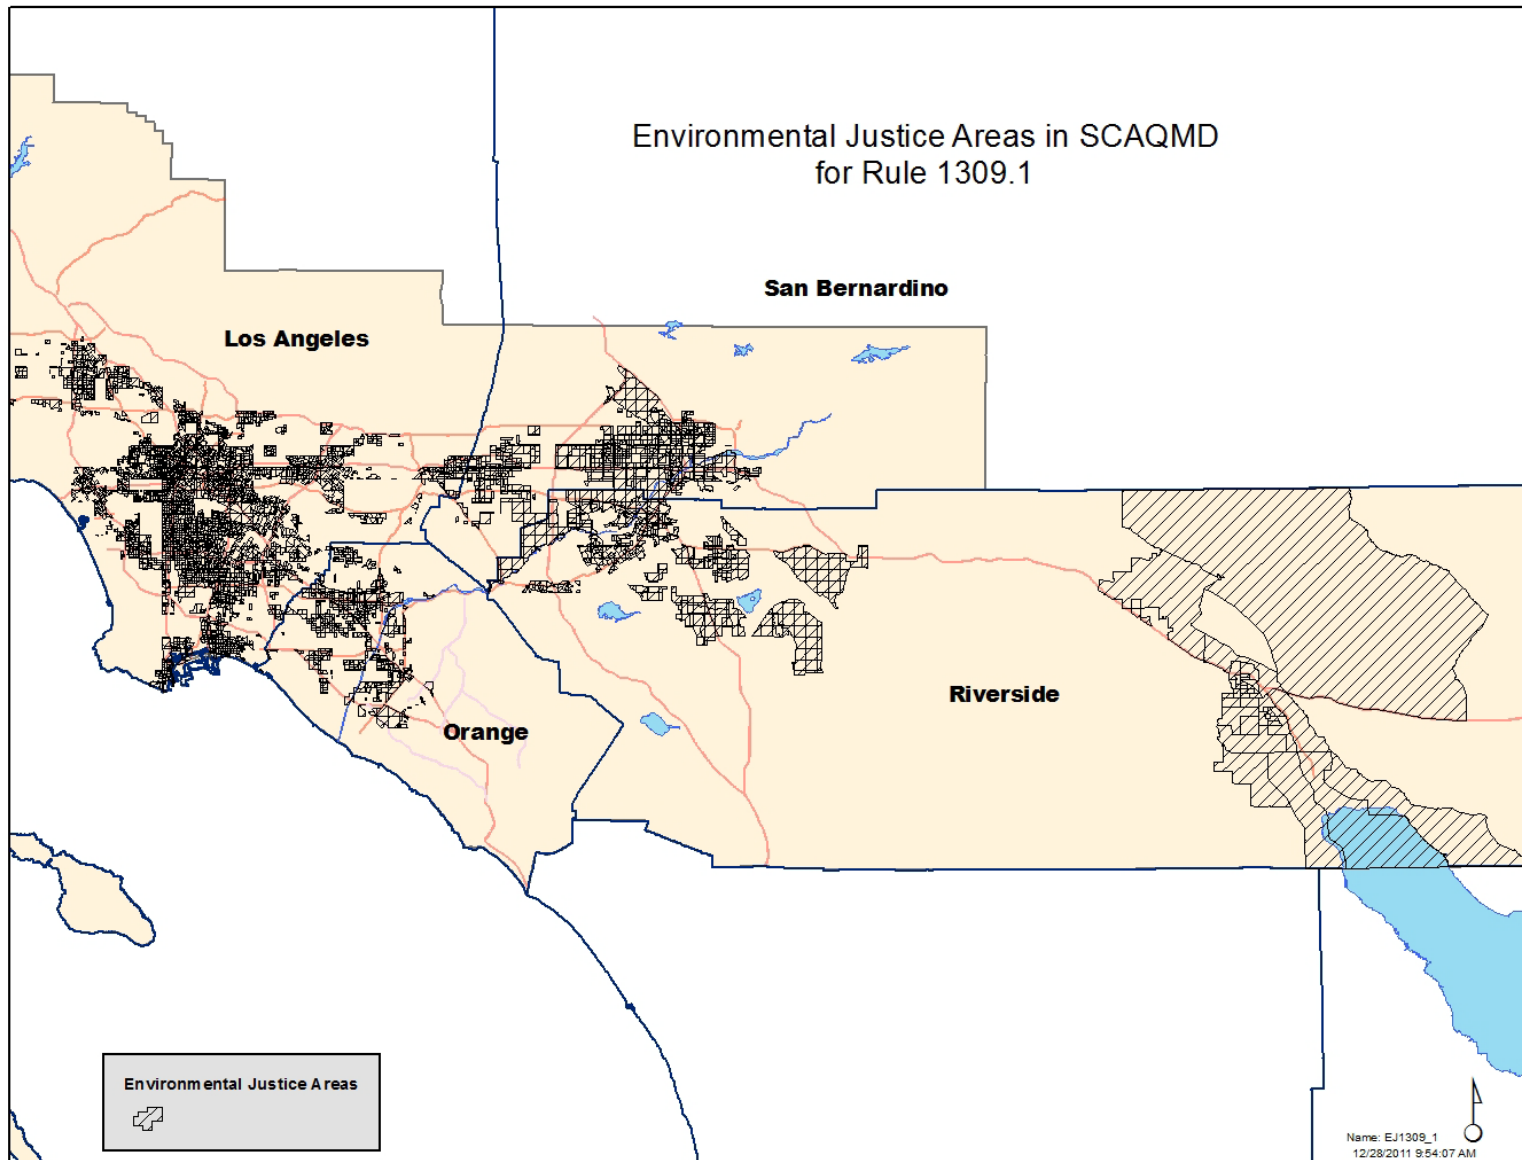 Environmental Justice Areas in SCAQMD
for Rule 1309.1
San Bernardino
Los Angeles
Riverside
Orange
Environmental Justice Areas
Name: EJ1309_1
12/28/2011 9:54:07 AM